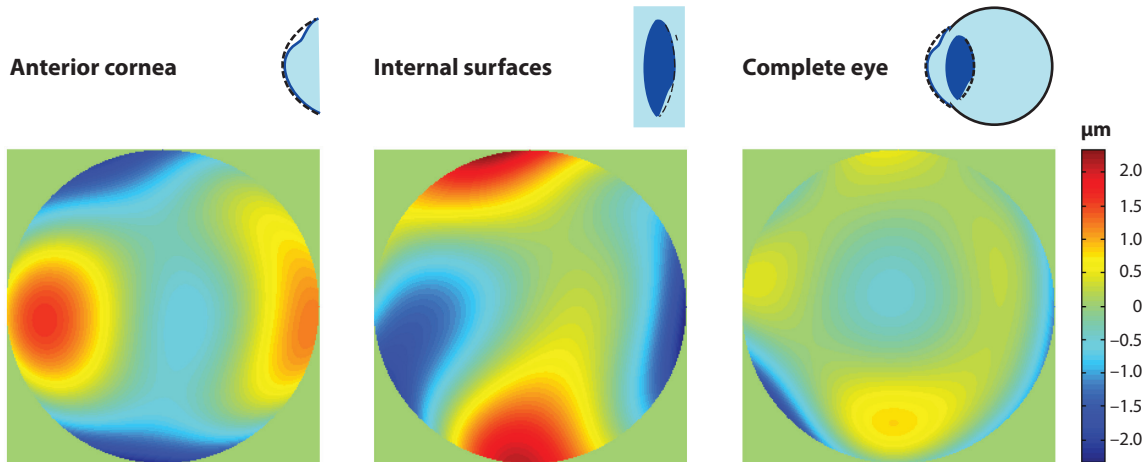 Anterior cornea
Internal surfaces
Complete eye
μm
2.0
1.5
1.0
0.5
0
–0.5
–1.0
–1.5
–2.0